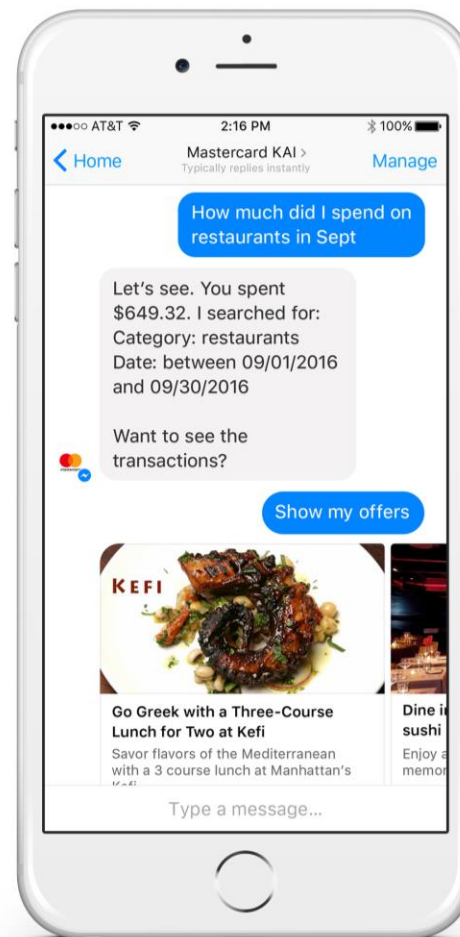 AT&T 2:16 PM 100%
Home Mastercard KAI > Manage
Typically replies instantly
How much did I spend on
restaurants in Sept
Let's see. You spent
$649.32. I searched for:
Category: restaurants
Date: between 09/01/2016
and 09/30/2016
Want to see the
transactions?
Show my offers
KEFI
Go Greek with a Three-Course
Lunch for Two at Kefi
Savor flavors of the Mediterranean
with a 3 course lunch at Manhattan's
Kefi
Dine
sushi
Enjoy
Type a message...